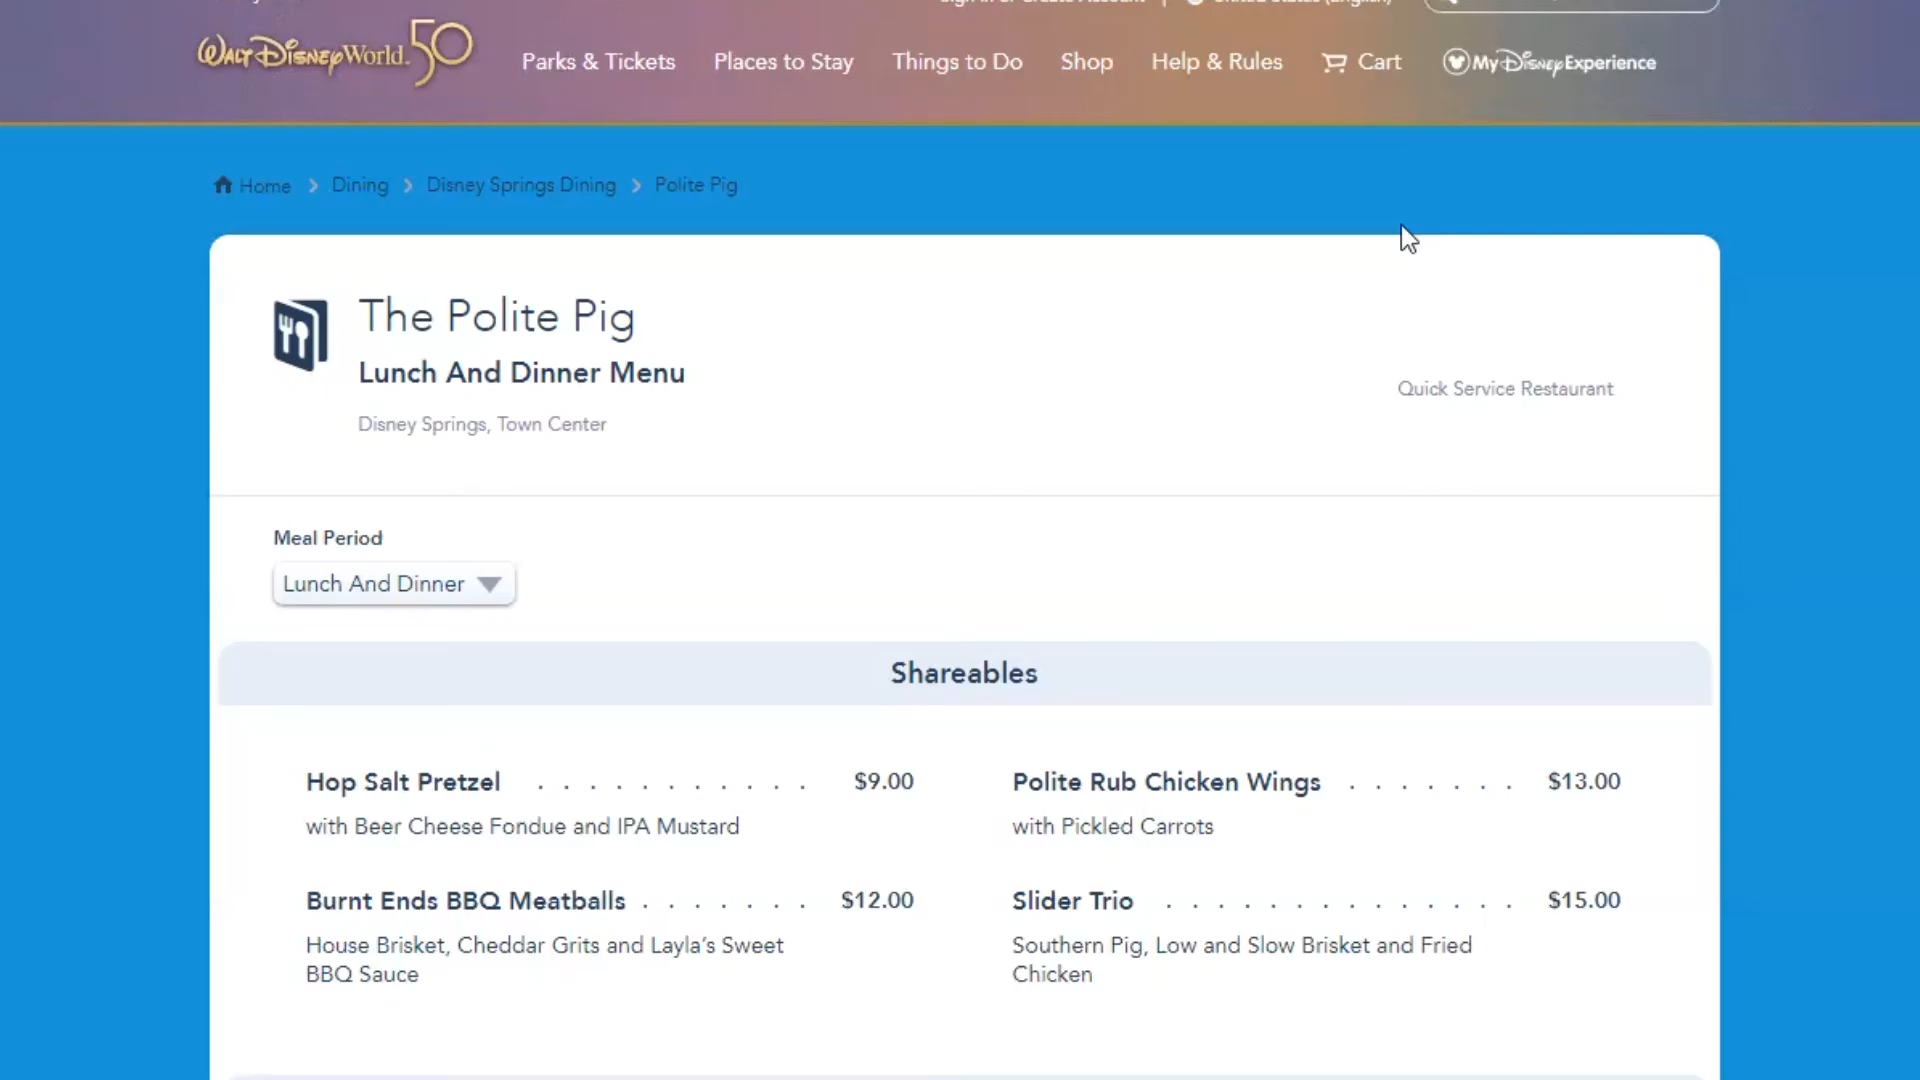 Walt Disney World. 50
Parks & Tickets
Places to Stay
Things to Do
Shop
Help & Rules
Cart
My Disney Experience
Home > Dining > Disney Springs Dining > Polite Pig
The Polite Pig
Lunch And Dinner Menu
Disney Springs, Town Center
Quick Service Restaurant
Meal Period
Lunch And Dinner
Shareables
Hop Salt Pretzel . . . . . . . . . . . $9.00
with Beer Cheese Fondue and IPA Mustard
Polite Rub Chicken Wings . . . . . . . $13.00
with Pickled Carrots
Burnt Ends BBQ Meatballs . . . . . . . $12.00
House Brisket, Cheddar Grits and Layla's Sweet
BBQ Sauce
Slider Trio . . . . . . . . . . . . . . $15.00
Southern Pig, Low and Slow Brisket and Fried
Chicken